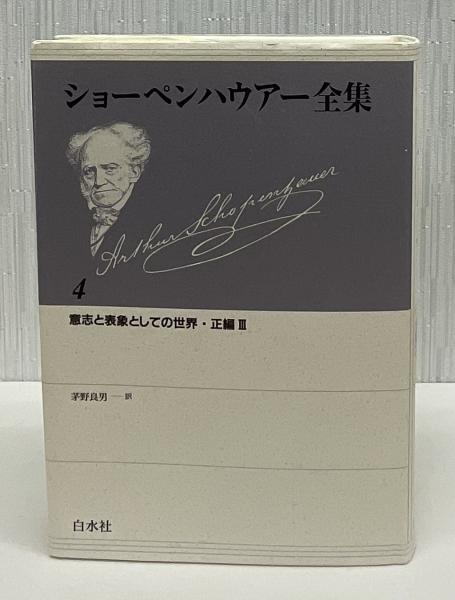 ショーペンハウアー全集
Arthur Schopenhauer
4
意志と表象としての世界・正編 III
茅野良男──訳
白水社